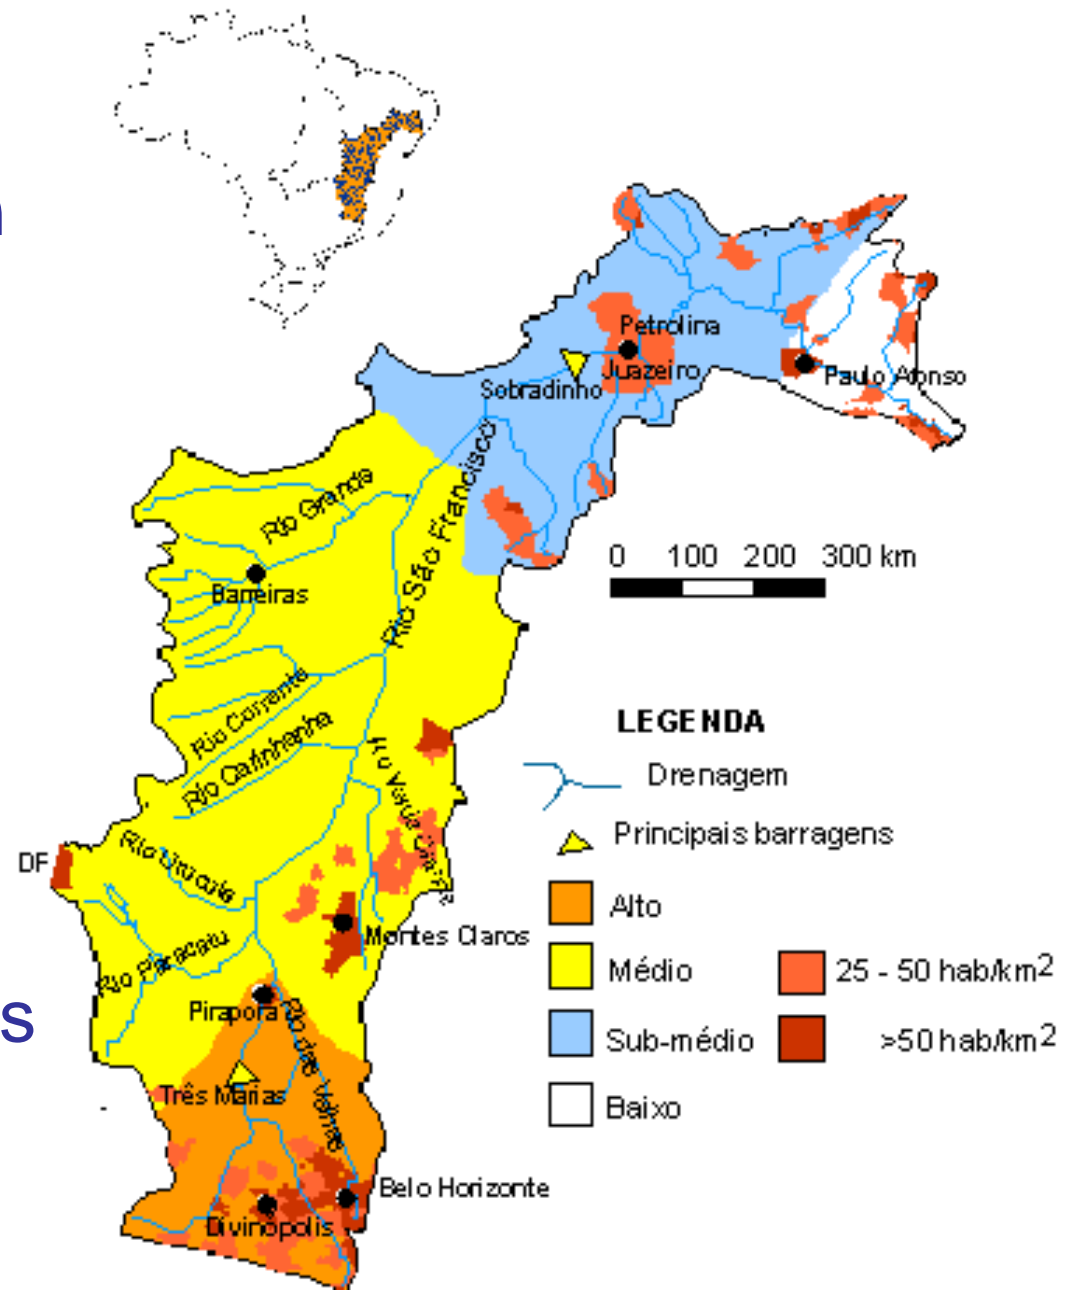 Petrolina
Juazeiro
Sobradinho
Paulo Afonso
Rio São Francisco
Rio Grande
0 100 200 300 km
Barreiras
Rio Corrente
Rio Carinhanha
LEGENDA
Drenagem
Principais barragens
DF
Alto
Montes Claros
Rio Paracatu
Médio
25 - 50 hab/km2
Pirapora
Rio das Velhas
Sub-médio
>50 hab/km2
Três Marias
Baixo
Belo Horizonte
Divinópolis
s